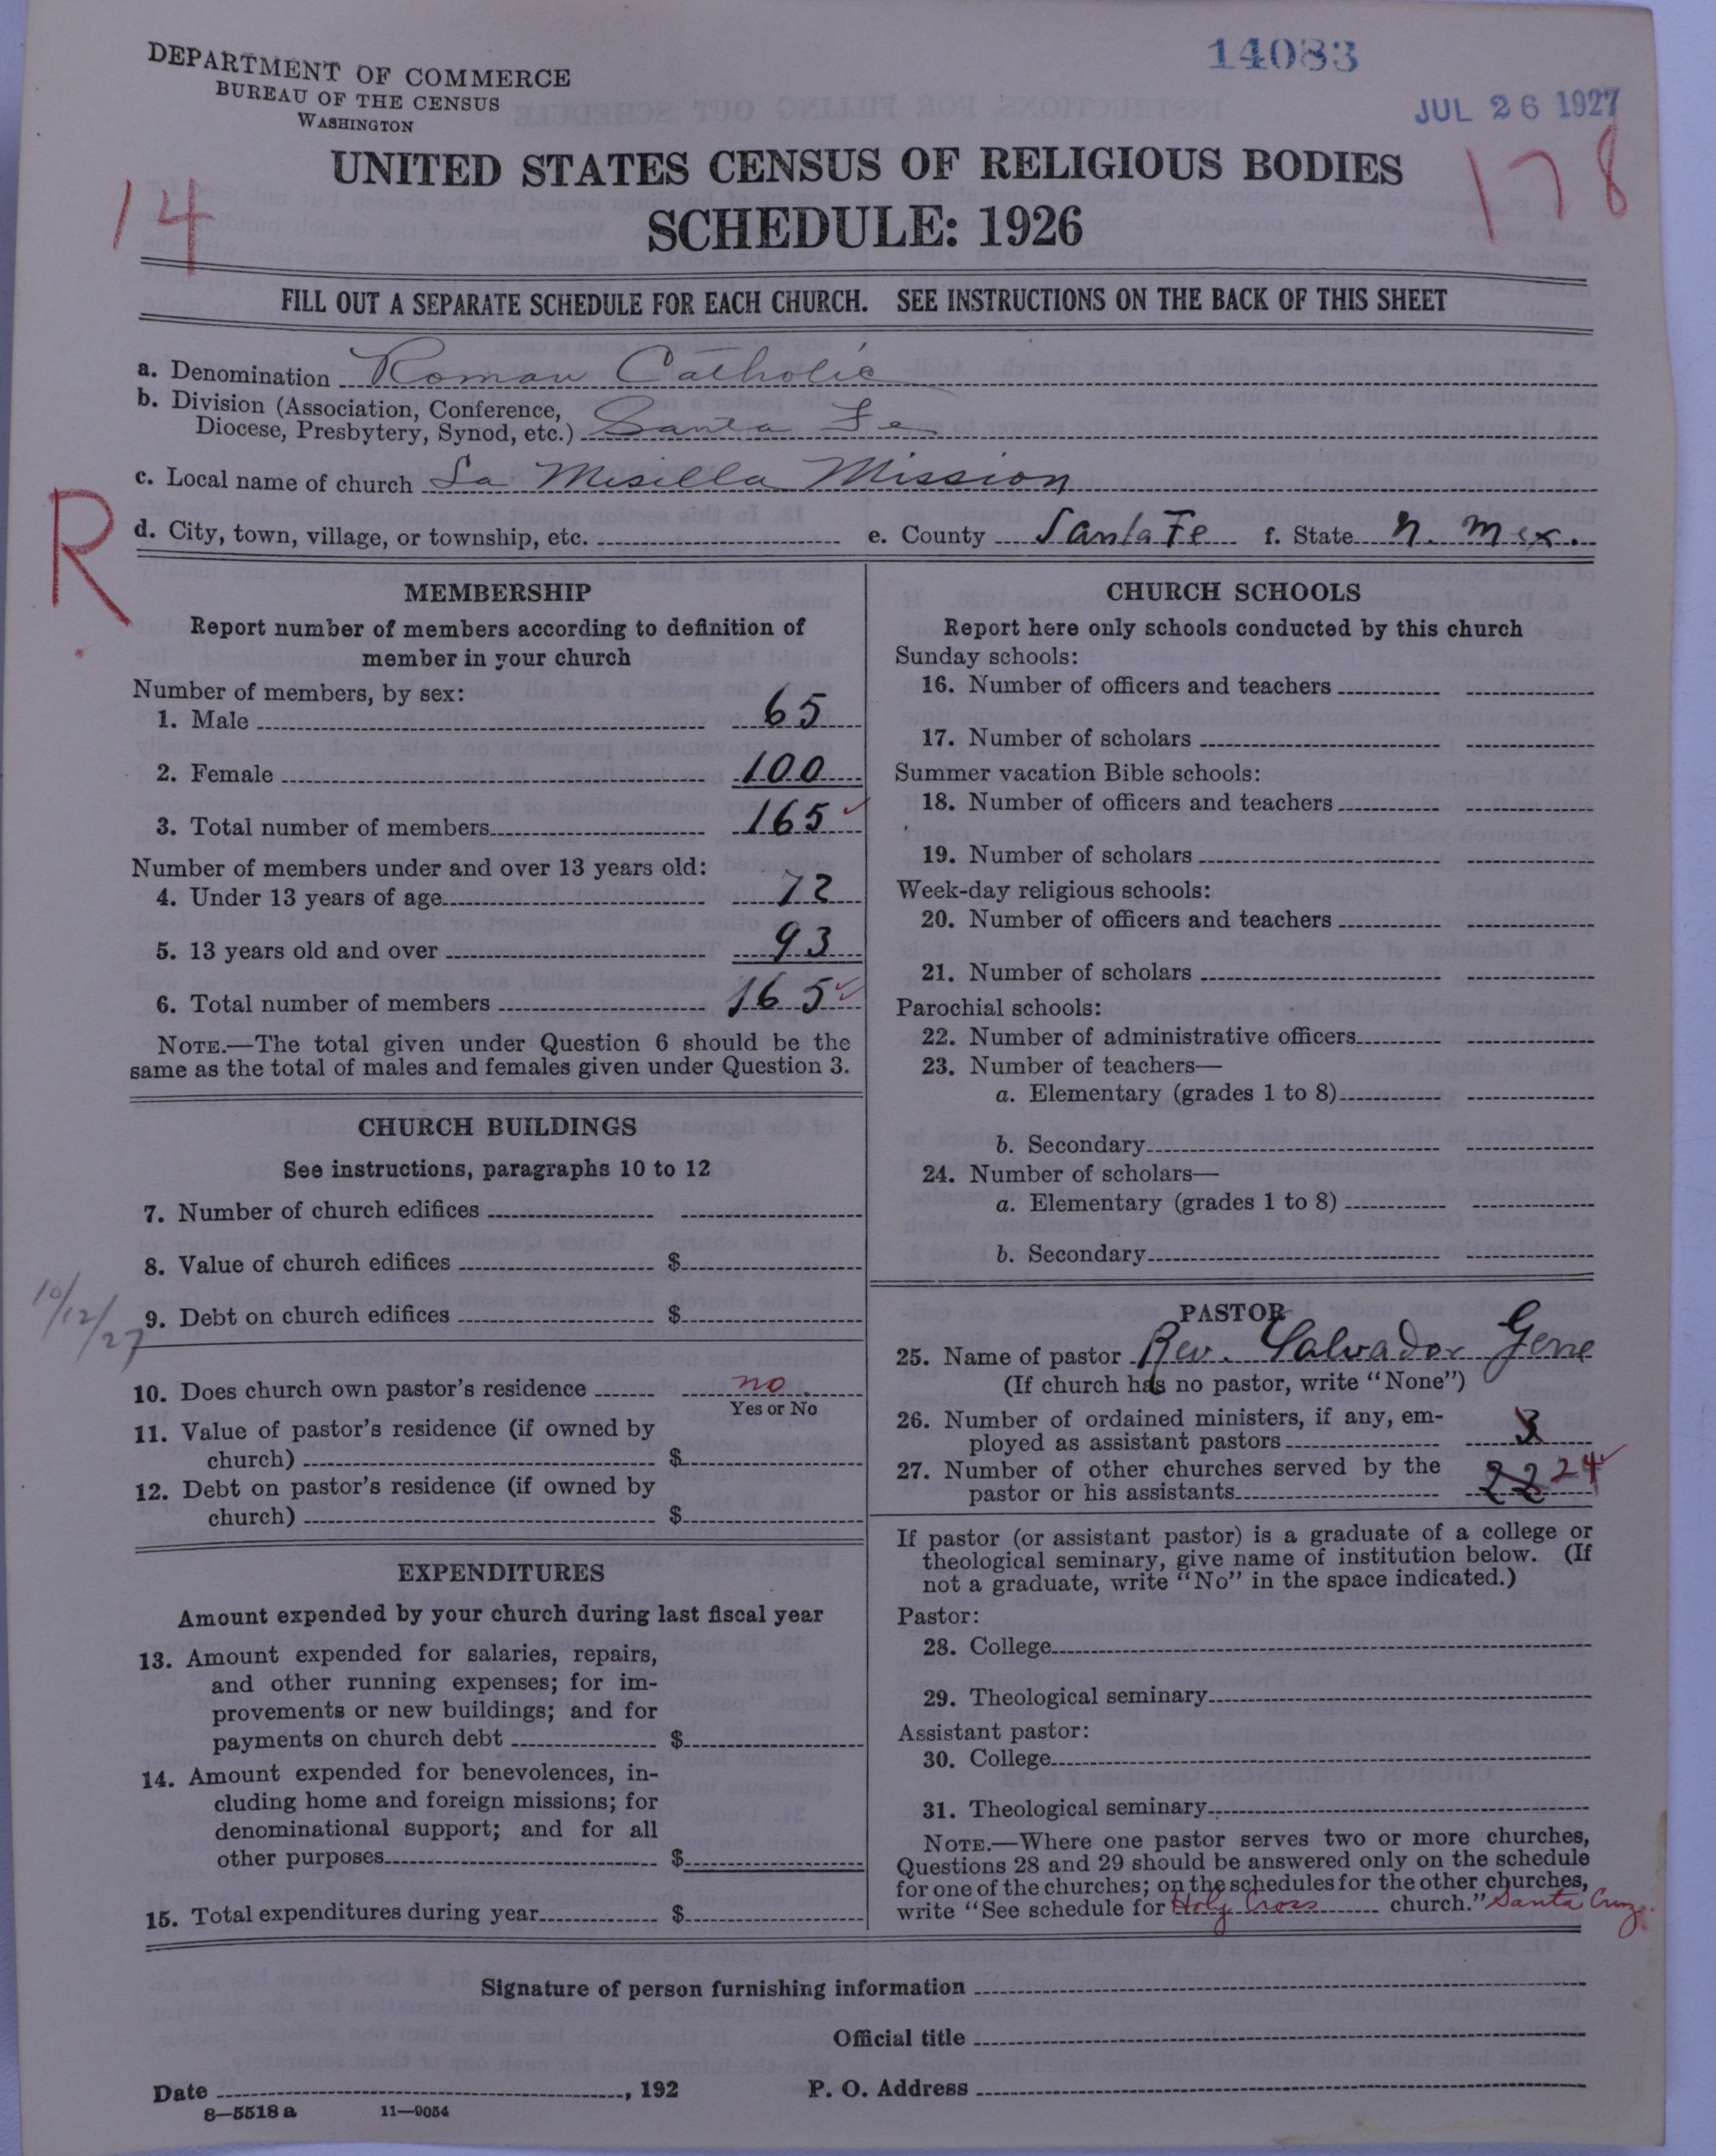 DEPARTMENT OF COMMERCE
BUREAU OF THE CENSUS
WASHINGTON
14083
JUL 26 1927
14
178
UNITED STATES CENSUS OF RELIGIOUS BODIES
SCHEDULE: 1926
FILL OUT A SEPARATE SCHEDULE FOR EACH CHURCH. SEE INSTRUCTIONS ON THE BACK OF THIS SHEET
a. Denomination Roman Catholic
b. Division (Association, Conference,
Diocese, Presbytery, Synod, etc.) Santa Fe
c. Local name of church La Mesilla Mission
R
d. City, town, village, or township, etc. e. County Santa Fe f. State N. Mex.
MEMBERSHIP
Report number of members according to definition of
member in your church
Number of members, by sex:
1. Male 65
2. Female 100
3. Total number of members 165 ✓
Number of members under and over 13 years old:
4. Under 13 years of age 72
5. 13 years old and over 93
6. Total number of members 165 ✓
NOTE.—The total given under Question 6 should be the
same as the total of males and females given under Question 3.
CHURCH BUILDINGS
See instructions, paragraphs 10 to 12
7. Number of church edifices
8. Value of church edifices $
10/12/27
9. Debt on church edifices $
10. Does church own pastor's residence no
Yes or No
11. Value of pastor's residence (if owned by
church) $
12. Debt on pastor's residence (if owned by
church) $
EXPENDITURES
Amount expended by your church during last fiscal year
13. Amount expended for salaries, repairs,
and other running expenses; for im-
provements or new buildings; and for
payments on church debt $
14. Amount expended for benevolences, in-
cluding home and foreign missions; for
denominational support; and for all
other purposes $
15. Total expenditures during year $
CHURCH SCHOOLS
Report here only schools conducted by this church
Sunday schools:
16. Number of officers and teachers
17. Number of scholars
Summer vacation Bible schools:
18. Number of officers and teachers
19. Number of scholars
Week-day religious schools:
20. Number of officers and teachers
21. Number of scholars
Parochial schools:
22. Number of administrative officers
23. Number of teachers—
a. Elementary (grades 1 to 8)
b. Secondary
24. Number of scholars—
a. Elementary (grades 1 to 8)
b. Secondary
PASTOR
25. Name of pastor Rev. Salvador Gene
(If church has no pastor, write "None")
26. Number of ordained ministers, if any, em-
ployed as assistant pastors 3
27. Number of other churches served by the
pastor or his assistants 22 24 ✓
If pastor (or assistant pastor) is a graduate of a college or
theological seminary, give name of institution below. (If
not a graduate, write "No" in the space indicated.)
Pastor:
28. College
29. Theological seminary
Assistant pastor:
30. College
31. Theological seminary
NOTE.—Where one pastor serves two or more churches,
Questions 28 and 29 should be answered only on the schedule
for one of the churches; on the schedules for the other churches,
write "See schedule for Holy Cross church." Santa Cruz.
Signature of person furnishing information
Official title
Date , 192 P. O. Address
8—5518 a 11—9054